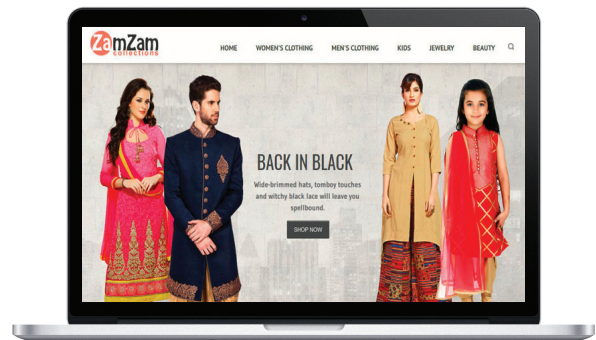 ZamZam
collections
HOME WOMEN'S CLOTHING MEN'S CLOTHING KIDS JEWELRY BEAUTY
BACK IN BLACK
Wide-brimmed hats, tomboy touches
and witchy black lace will leave you
spellbound.
SHOP NOW